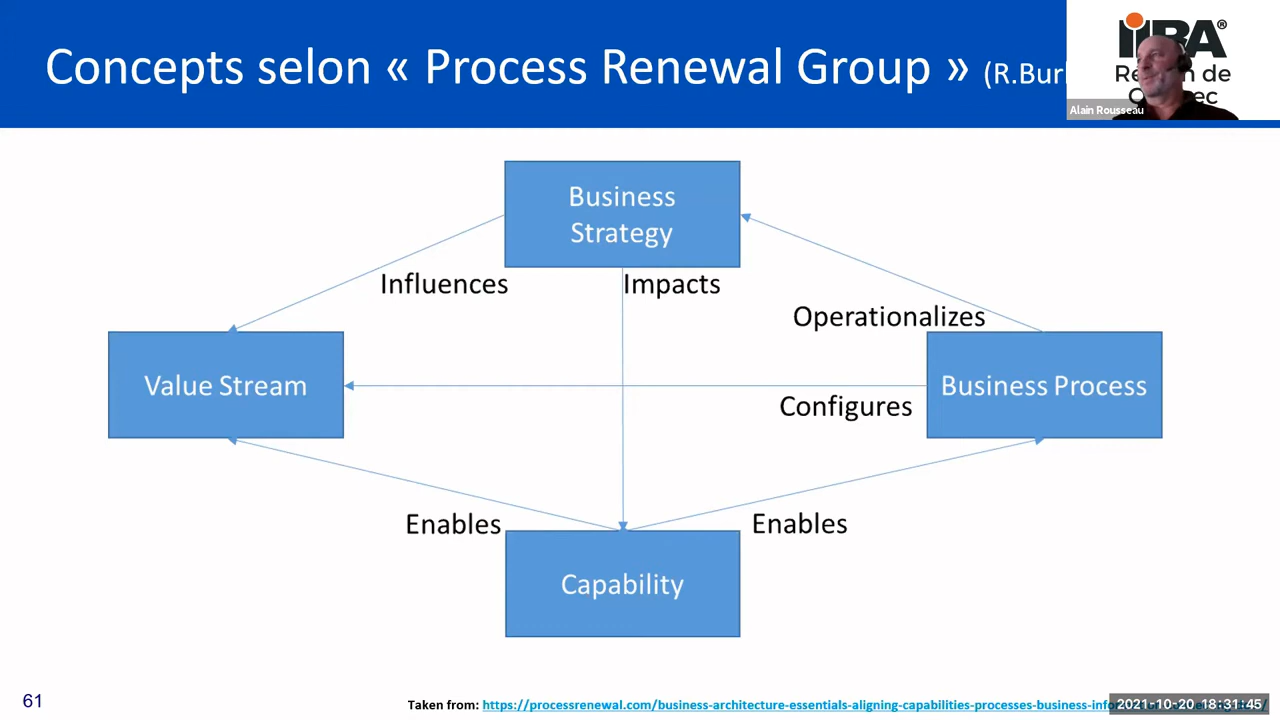 Concepts selon « Process Renewal Group » (R.Bur
Alain Rousseau
Business
Strategy
Influences
Impacts
Operationalizes
Value Stream
Business Process
Configures
Enables
Enables
Capability
61
Taken from: https://processrenewal.com/business-architecture-essentials-aligning-capabilities-processes-business-
2021-10-20 18:31:45